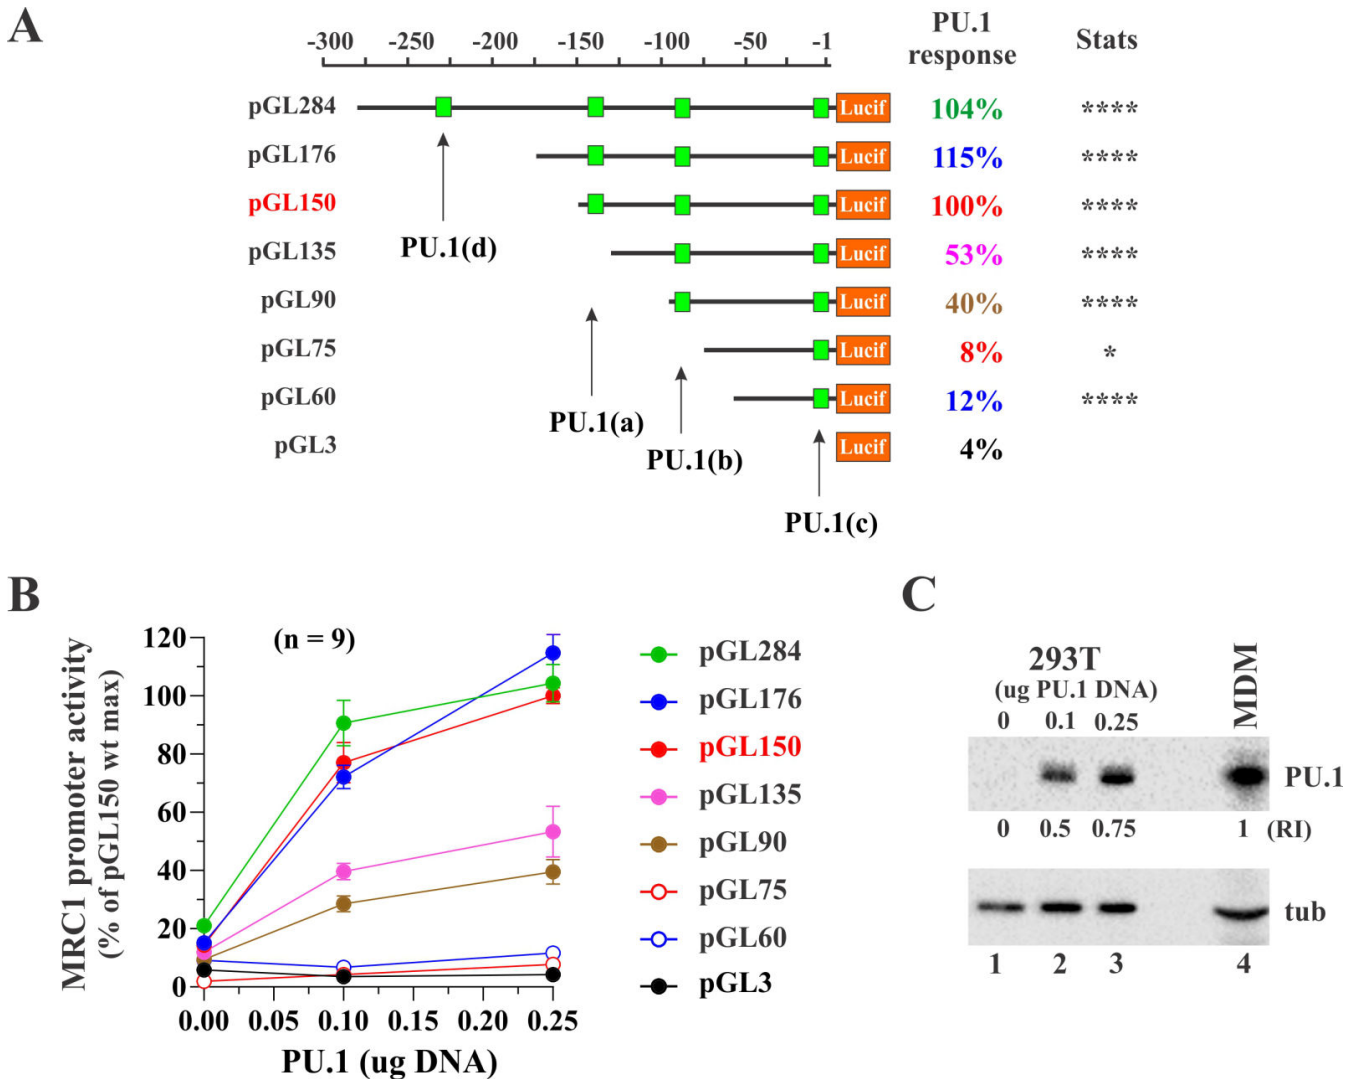 A
-300 -250 -200 -150 -100 -50 -1
PU.1
response
Stats
pGL284 Lucif 104% ****
pGL176 Lucif 115% ****
pGL150 Lucif 100% ****
PU.1(d)
pGL135 Lucif 53% ****
pGL90 Lucif 40% ****
pGL75 Lucif 8% *
pGL60 Lucif 12% ****
PU.1(a)
pGL3 Lucif 4%
PU.1(b)
PU.1(c)
B
MRC1 promoter activity
(% of pGL150 wt max)
(n = 9)
120
100
80
60
40
20
0
0.00 0.05 0.10 0.15 0.20 0.25
PU.1 (ug DNA)
pGL284
pGL176
pGL150
pGL135
pGL90
pGL75
pGL60
pGL3
C
293T
(ug PU.1 DNA)
0 0.1 0.25
MDM
PU.1
0 0.5 0.75 1 (RI)
tub
1 2 3 4